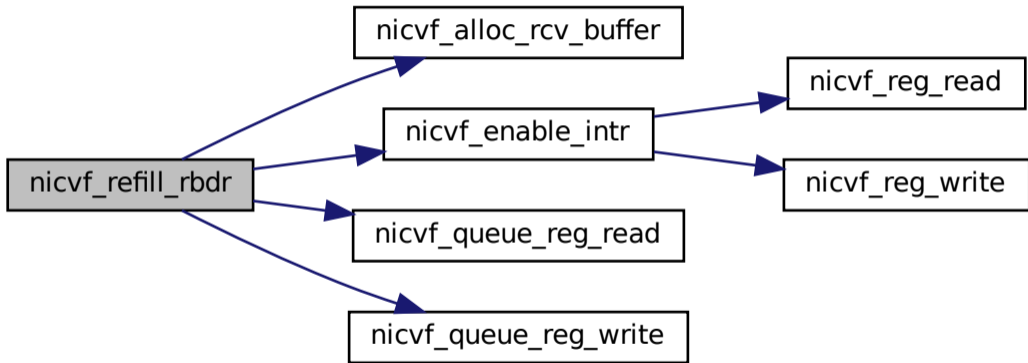 nicvf_alloc_rcv_buffer
nicvf_reg_read
nicvf_enable_intr
nicvf_refill_rbdr
nicvf_reg_write
nicvf_queue_reg_read
nicvf_queue_reg_write